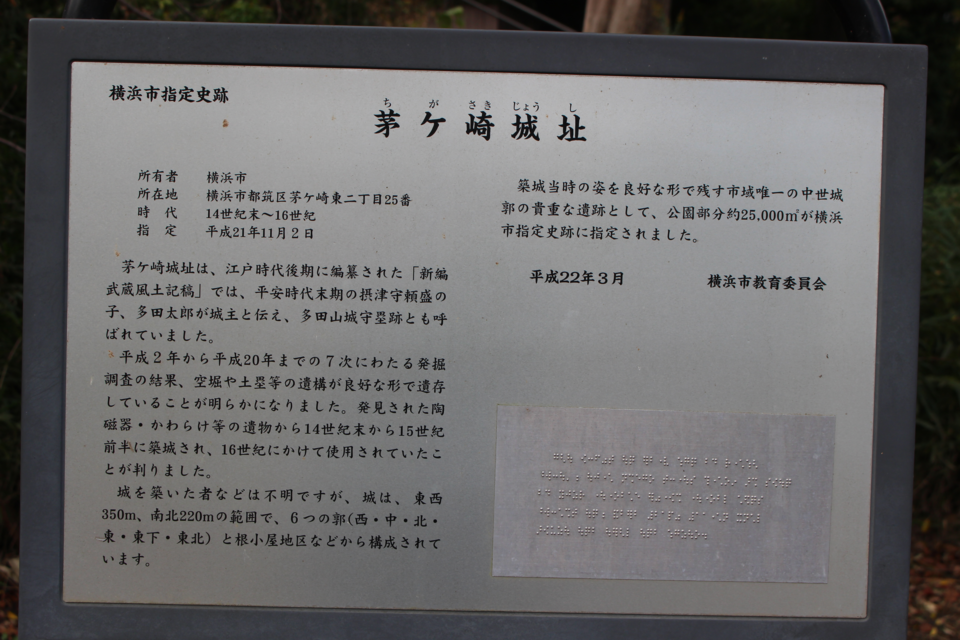 横浜市指定史跡
ち が さき じょう し
茅ケ崎城址
所有者 横浜市
所在地 横浜市都筑区茅ケ崎東二丁目25番
時代 14世紀末～16世紀
指定 平成21年11月2日
茅ケ崎城址は、江戸時代後期に編纂された「新編
武蔵風土記稿」では、平安時代末期の摂津守頼盛の
子、多田太郎が城主と伝え、多田山城守塁跡とも呼
ばれていました。
平成2年から平成20年までの7次にわたる発掘
調査の結果、空堀や土塁等の遺構が良好な形で遺存
していることが明らかになりました。発見された陶
磁器・かわらけ等の遺物から14世紀末から15世紀
前半に築城され、16世紀にかけて使用されていたこ
とが判りました。
城を築いた者などは不明ですが、城は、東西
350m、南北220mの範囲で、6つの郭(西・中・北・
東・東下・東北)と根小屋地区などから構成されて
います。
築城当時の姿を良好な形で残す市域唯一の中世城
郭の貴重な遺跡として、公園部分約25,000㎡が横浜
市指定史跡に指定されました。
平成22年3月 横浜市教育委員会